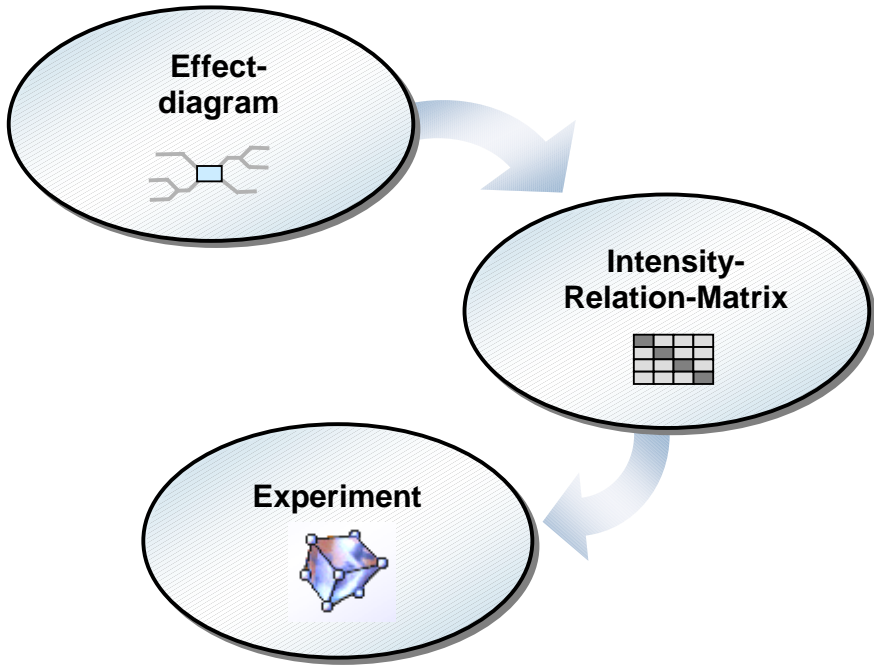 Effect-
diagram
Intensity-
Relation-Matrix
Experiment